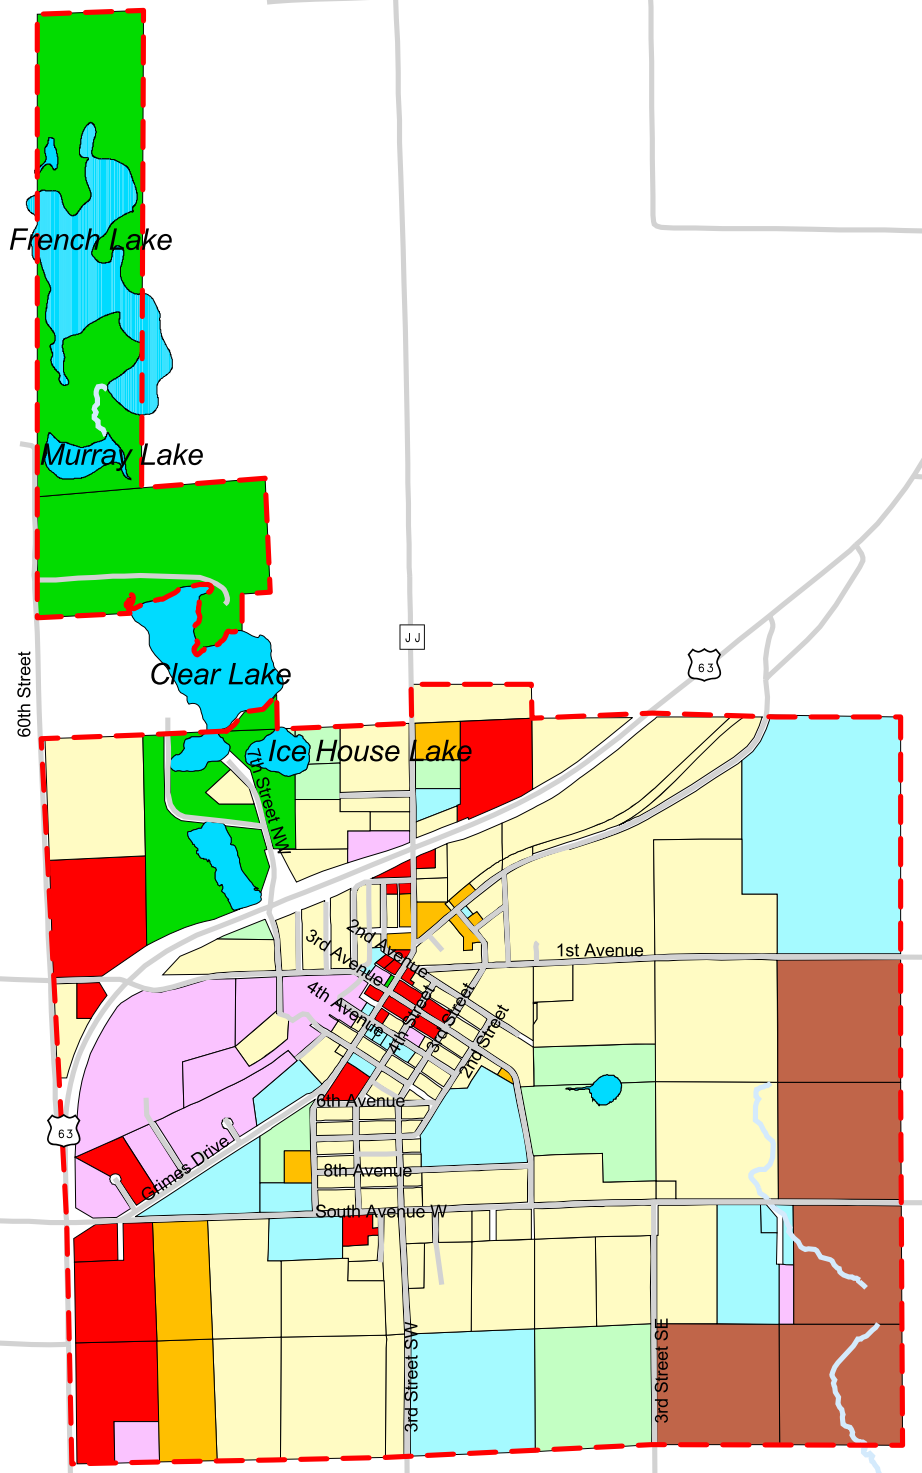 French Lake
Murray Lake
JJ
63
Clear Lake
60th Street
Ice House Lake
7th Street NW
2nd Avenue
3rd Avenue
1st Avenue
4th Avenue
4th Street
3rd Street
2nd Street
6th Avenue
63
Grimes Drive
8th Avenue
South Avenue W
3rd Street SW
3rd Street SE